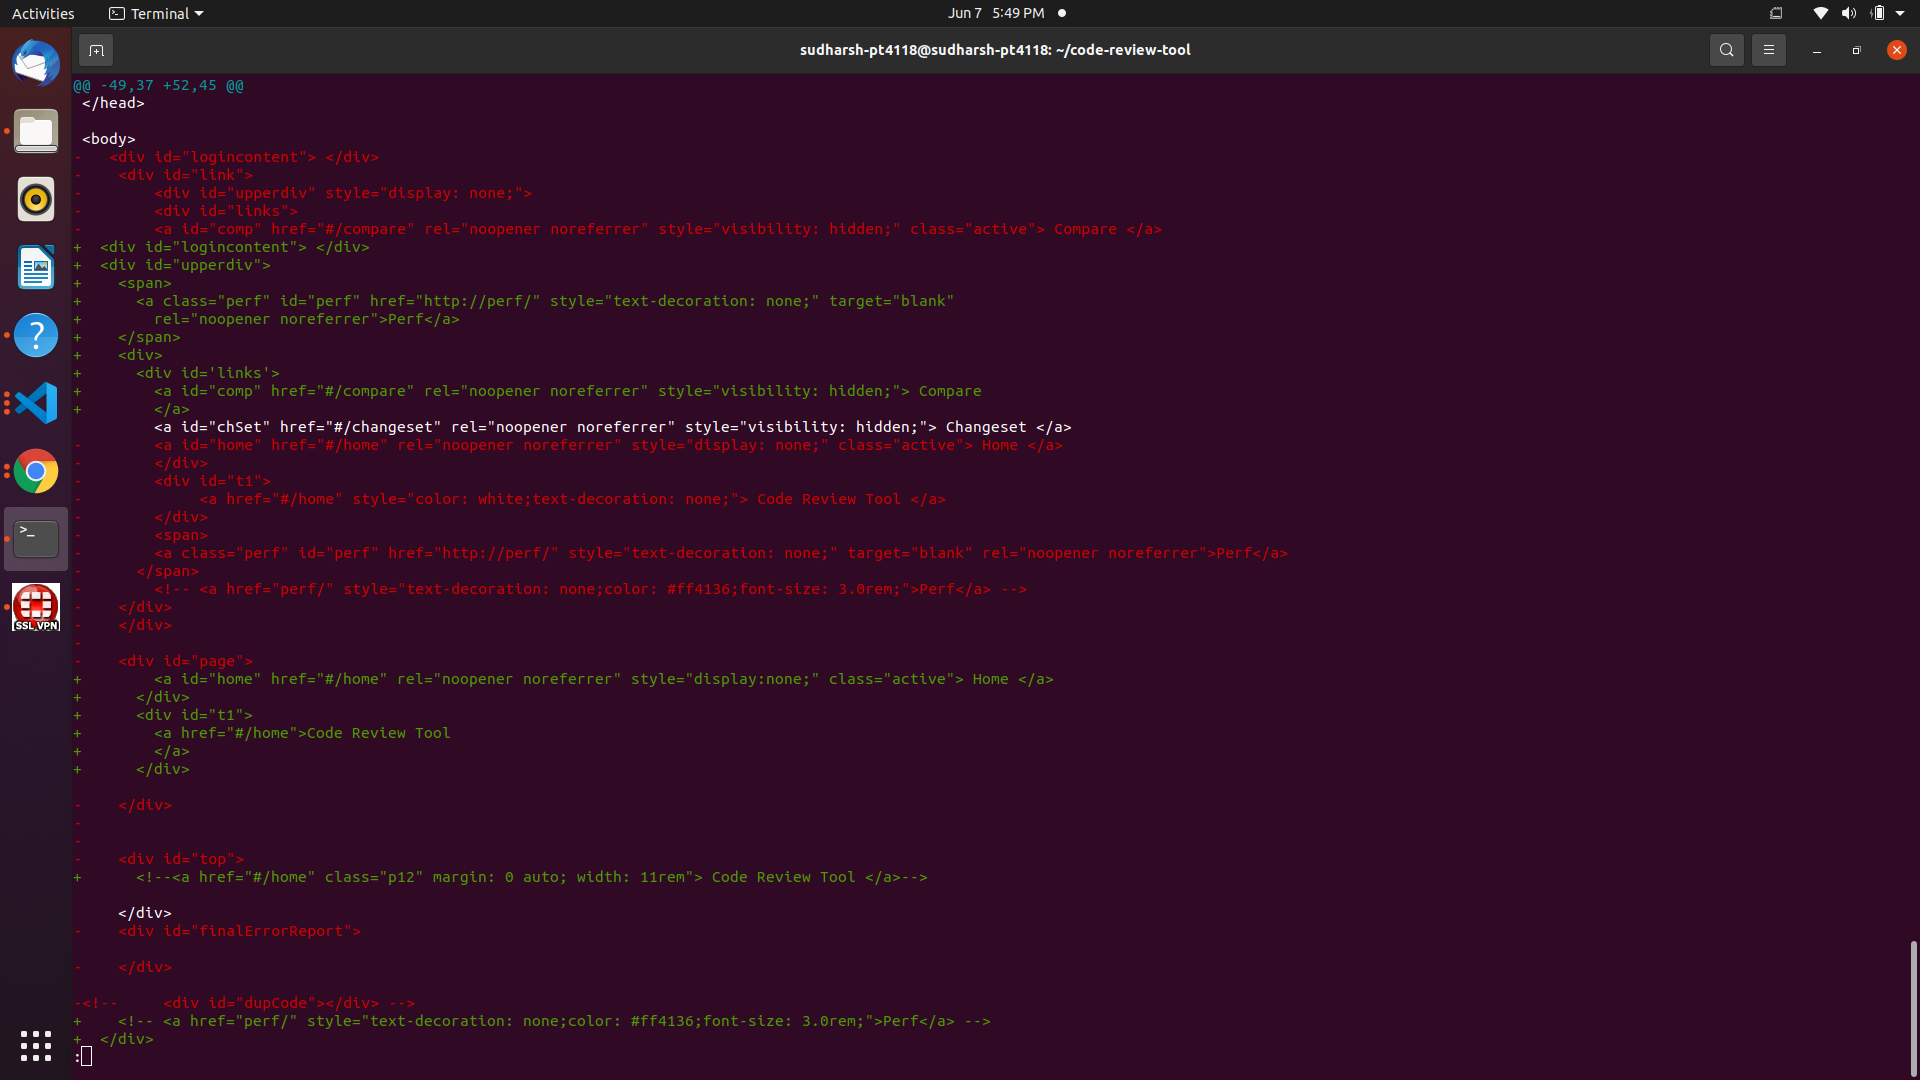 Activities
Terminal
Jun 7 5:49 PM
sudharsh-pt4118@sudharsh-pt4118: ~/code-review-tool
@@ -49,37 +52,45 @@
 </head>
 <body>
-   <div id="logincontent"> </div>
-    <div id="link">
-        <div id="upperdiv" style="display: none;">
-        <div id="links">
-        <a id="comp" href="#/compare" rel="noopener noreferrer" style="visibility: hidden;" class="active"> Compare </a>
+  <div id="logincontent"> </div>
+  <div id="upperdiv">
+    <span>
+      <a class="perf" id="perf" href="http://perf/" style="text-decoration: none;" target="blank"
+        rel="noopener noreferrer">Perf</a>
+    </span>
+    <div>
+      <div id='links'>
+        <a id="comp" href="#/compare" rel="noopener noreferrer" style="visibility: hidden;"> Compare
+        </a>
         <a id="chSet" href="#/changeset" rel="noopener noreferrer" style="visibility: hidden;"> Changeset </a>
-        <a id="home" href="#/home" rel="noopener noreferrer" style="display: none;" class="active"> Home </a>
-        </div>
-        <div id="t1">
-             <a href="#/home" style="color: white;text-decoration: none;"> Code Review Tool </a>
-        </div>
-        <span>
-        <a class="perf" id="perf" href="http://perf/" style="text-decoration: none;" target="blank" rel="noopener noreferrer">Perf</a>
-      </span>
-        <!-- <a href="perf/" style="text-decoration: none;color: #ff4136;font-size: 3.0rem;">Perf</a> -->
-    </div>
-    </div>
-
-    <div id="page">
+        <a id="home" href="#/home" rel="noopener noreferrer" style="display:none;" class="active"> Home </a>
+      </div>
+      <div id="t1">
+        <a href="#/home">Code Review Tool
+        </a>
+      </div>
-    </div>
-
-
-    <div id="top">
+      <!--<a href="#/home" class="p12" margin: 0 auto; width: 11rem"> Code Review Tool </a>-->
     </div>
-    <div id="finalErrorReport">
-    </div>
-<!--     <div id="dupCode"></div> -->
+    <!-- <a href="perf/" style="text-decoration: none;color: #ff4136;font-size: 3.0rem;">Perf</a> -->
+  </div>
:
SSL VPN